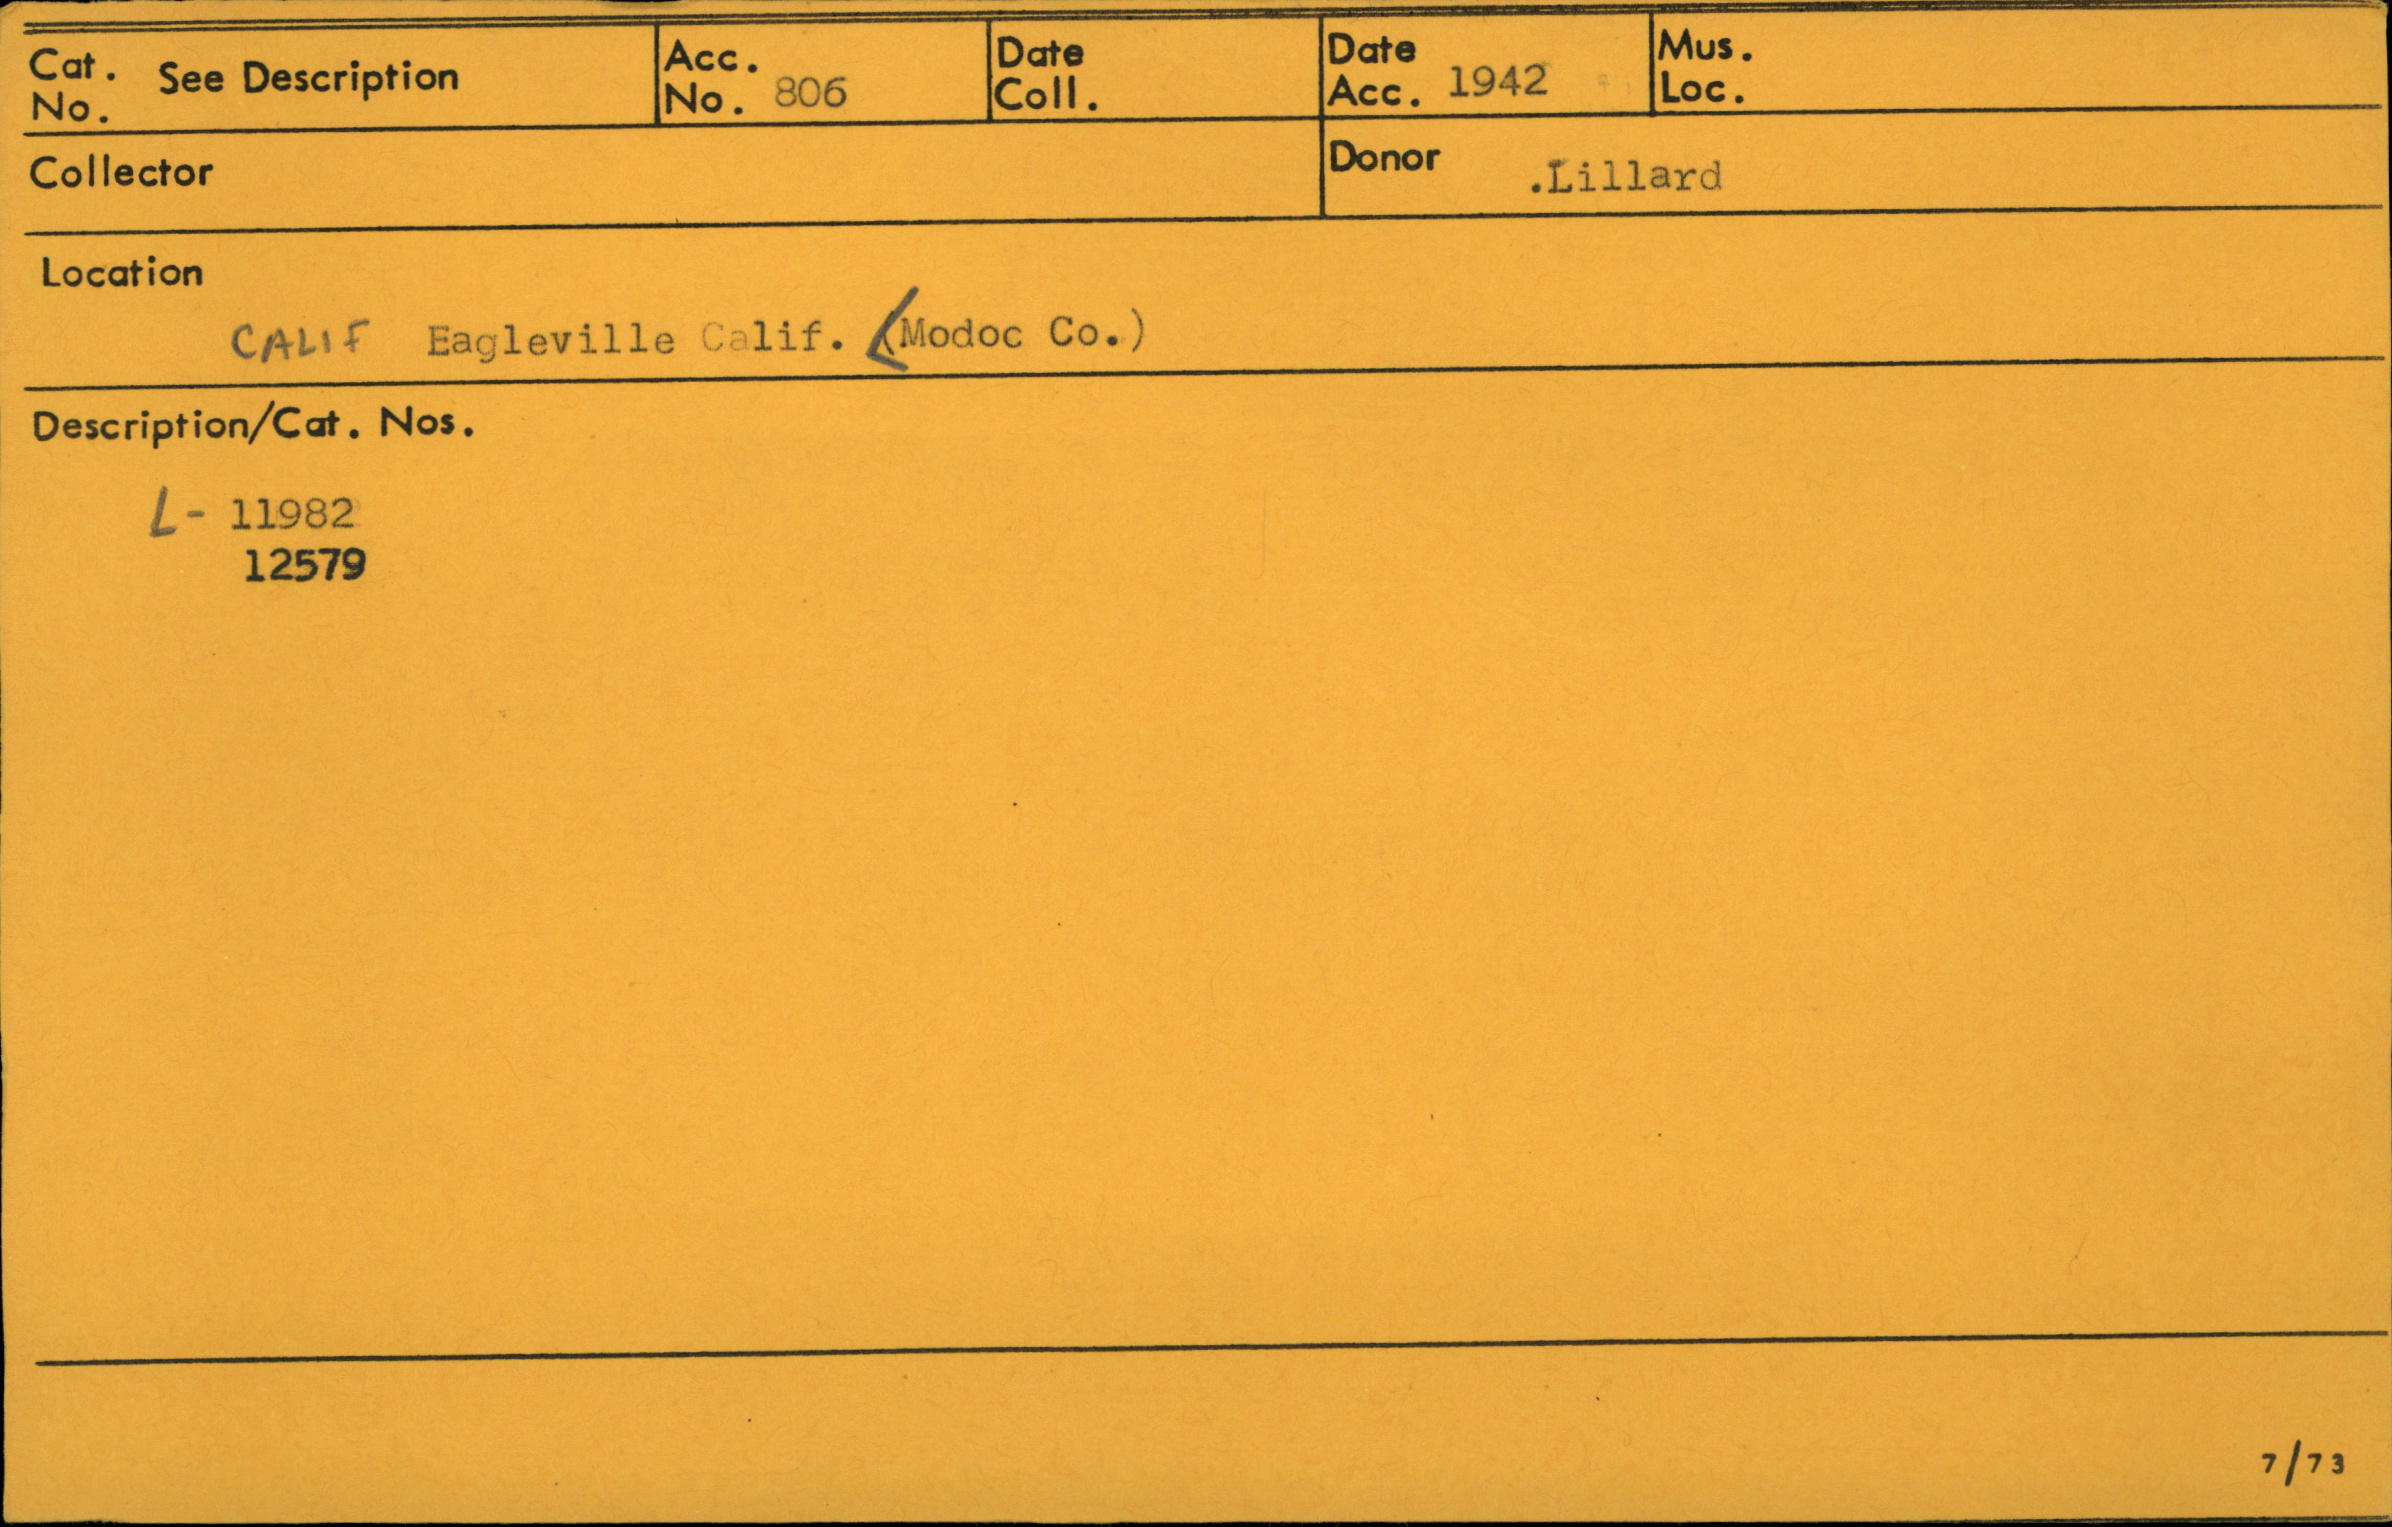 Cat. No. See Description
Acc. No. 806
Date Coll.
Date Acc. 1942
Mus. Loc.
Collector
Donor .Lillard
Location
CALIF Eagleville Calif. (Modoc Co.)
Description/Cat. Nos.
L- 11982
12579
7/73